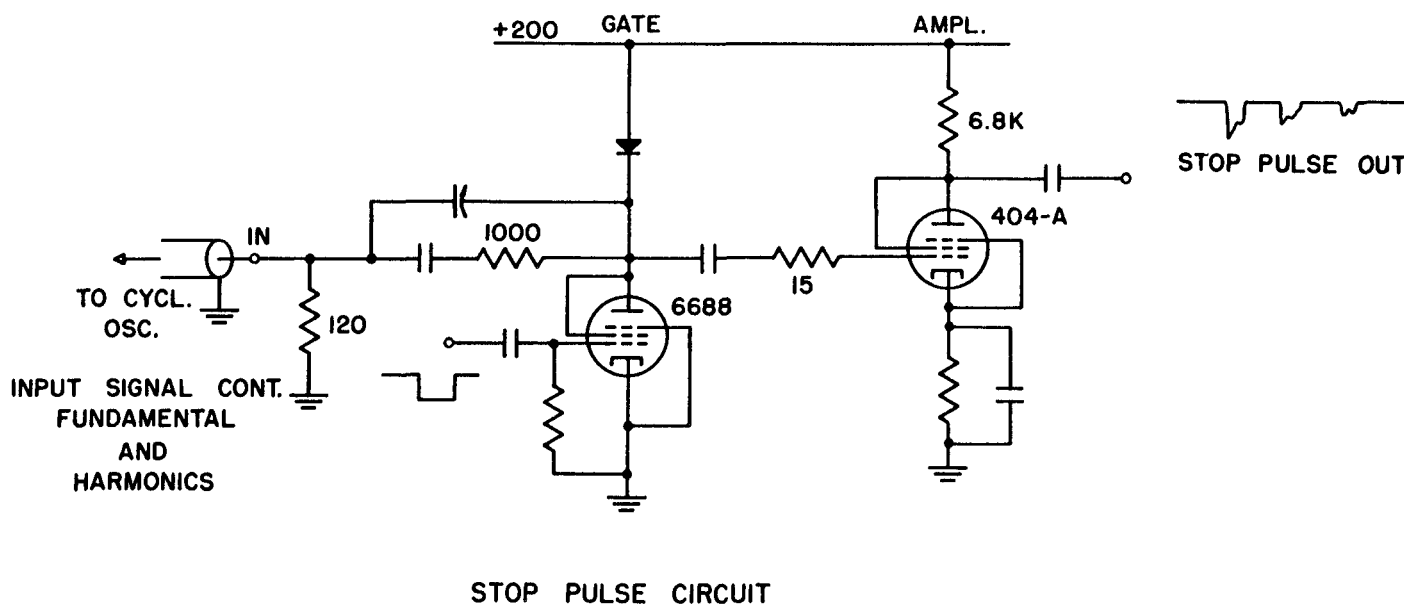 +200
GATE
AMPL.
6.8K
STOP PULSE OUT
404-A
IN
1000
15
TO CYCL.
OSC.
120
6688
INPUT SIGNAL CONT.
FUNDAMENTAL
AND
HARMONICS
STOP PULSE CIRCUIT